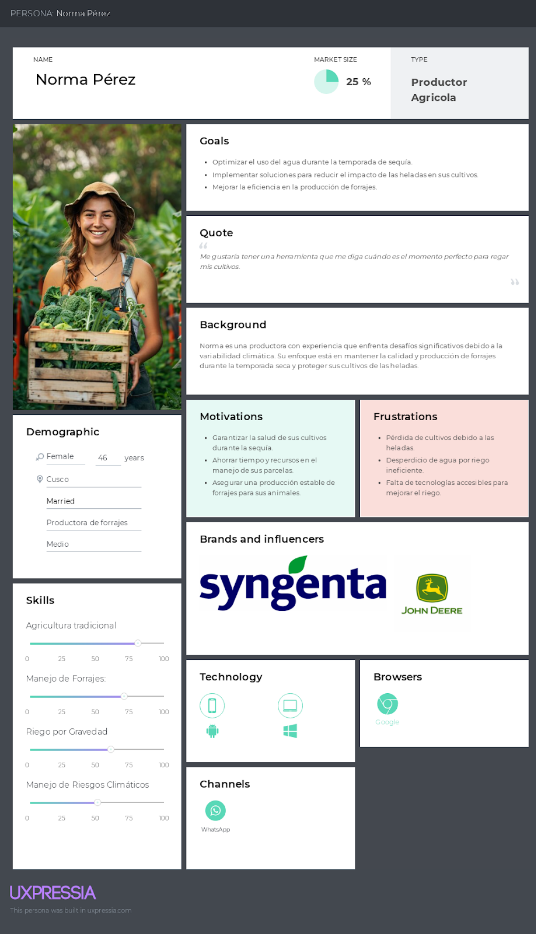 PERSONA: Norma Pérez
NAME
Norma Pérez
MARKET SIZE
25 %
TYPE
Productor
Agricola
Goals
Optimizar el uso del agua durante la temporada de sequía.
Implementar soluciones para reducir el impacto de las heladas en sus cultivos.
Mejorar la eficiencia en la producción de forrajes.
Quote
“
Me gustaría tener una herramienta que me diga cuándo es el momento perfecto para regar
mis cultivos.
”
Background
Norma es una productora con experiencia que enfrenta desafíos significativos debido a la
variabilidad climática. Su enfoque está en mantener la calidad y producción de forrajes
durante la temporada seca y proteger sus cultivos de las heladas.
Demographic
Female 46 years
Cusco
Married
Productora de forrajes
Medio
Motivations
Garantizar la salud de sus cultivos
durante la sequía.
Ahorrar tiempo y recursos en el
manejo de sus parcelas.
Asegurar una producción estable de
forrajes para sus animales.
Frustrations
Pérdida de cultivos debido a las
heladas.
Desperdicio de agua por riego
ineficiente.
Falta de tecnologías accesibles para
mejorar el riego.
Brands and influencers
syngenta
JOHN DEERE
Skills
Agricultura tradicional
0 25 50 75 100
Manejo de Forrajes:
0 25 50 75 100
Riego por Gravedad
0 25 50 75 100
Manejo de Riesgos Climáticos
0 25 50 75 100
Technology
Browsers
Google
Channels
WhatsApp
UXPRESSIA
This persona was built in uxpressia.com